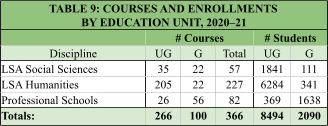 TABLE 9: COURSES AND ENROLLMENTS
BY EDUCATION UNIT, 2020–21
# Courses # Students
Discipline UG G Total UG G
LSA Social Sciences 35 22 57 1841 111
LSA Humanities 205 22 227 6284 341
Professional Schools 26 56 82 369 1638
Totals: 266 100 366 8494 2090